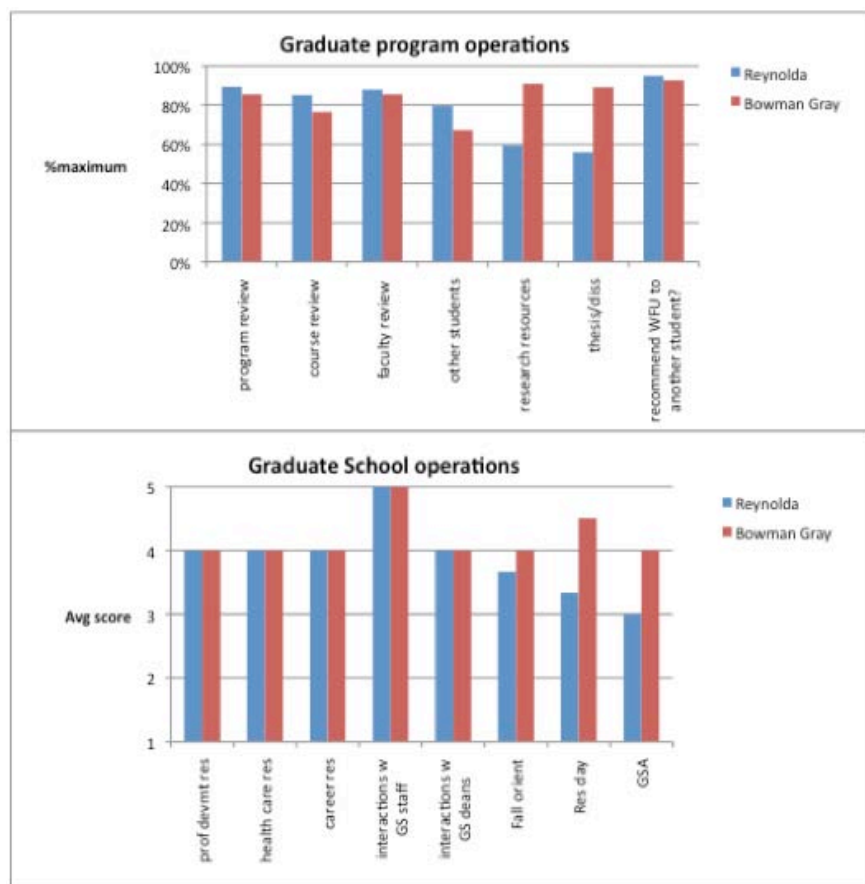 Graduate program operations
100%
80%
60%
40%
20%
0%
%maximum
program review
course review
faculty review
other students
research resources
thesis/diss
recommend WFU to
another student?
Reynolda
Bowman Gray
Graduate School operations
5
4
3
2
1
Avg score
prof devmt res
health care res
career res
interactions w
GS staff
interactions w
GS deans
Fall orient
Res day
GSA
Reynolda
Bowman Gray